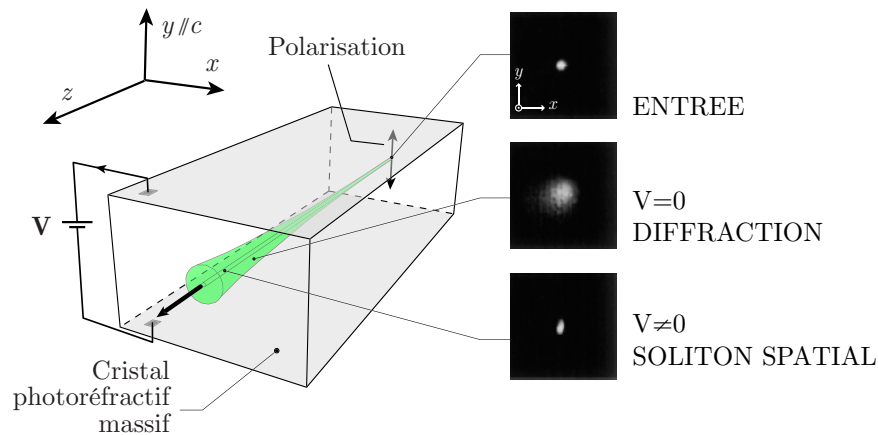 y // c
x
z
Polarisation
y
x
ENTREE
V=0
DIFFRACTION
V
V≠0
SOLITON SPATIAL
Cristal
photoréfractif
massif